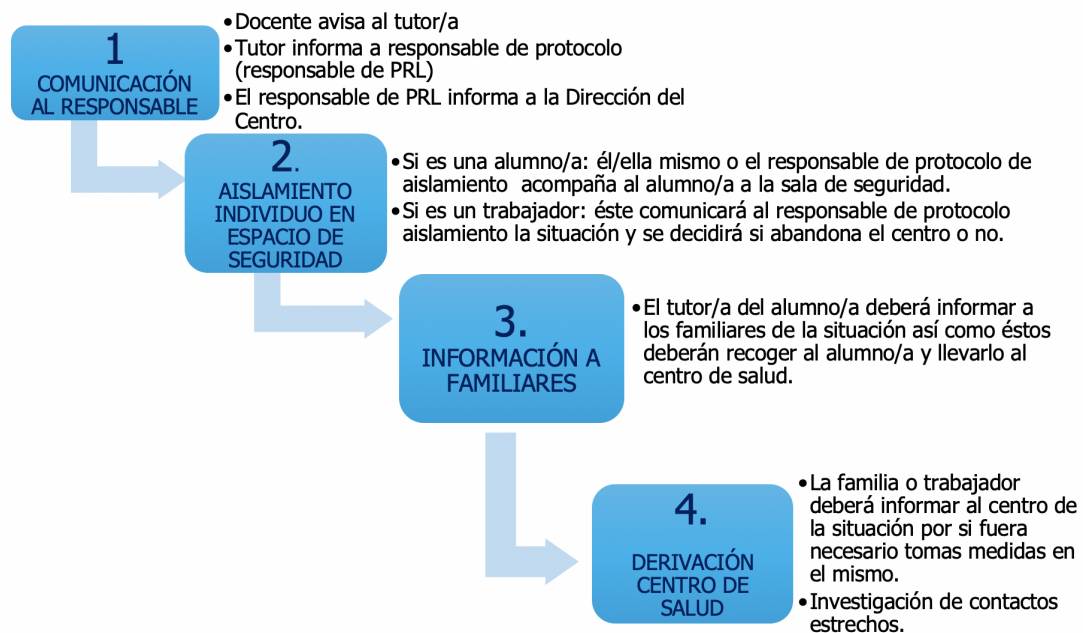 1
COMUNICACIÓN
AL RESPONSABLE
•Docente avisa al tutor/a
•Tutor informa a responsable de protocolo
(responsable de PRL)
•El responsable de PRL informa a la Dirección del
Centro.
2.
AISLAMIENTO
INDIVIDUO EN
ESPACIO DE
SEGURIDAD
•Si es una alumno/a: él/ella mismo o el responsable de protocolo de
aislamiento acompaña al alumno/a a la sala de seguridad.
•Si es un trabajador: éste comunicará al responsable de protocolo
aislamiento la situación y se decidirá si abandona el centro o no.
3.
INFORMACIÓN A
FAMILIARES
•El tutor/a del alumno/a deberá informar a
los familiares de la situación así como éstos
deberán recoger al alumno/a y llevarlo al
centro de salud.
4.
DERIVACIÓN
CENTRO DE
SALUD
•La familia o trabajador
deberá informar al centro de
la situación por si fuera
necesario tomas medidas en
el mismo.
•Investigación de contactos
estrechos.